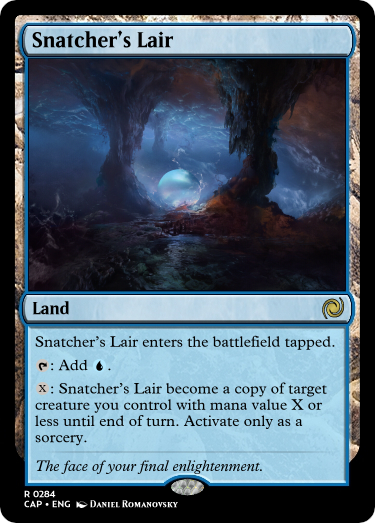 Snatcher's Lair
Land
Snatcher's Lair enters the battlefield tapped.
: Add .
X: Snatcher's Lair become a copy of target
creature you control with mana value X or
less until end of turn. Activate only as a
sorcery.
The face of your final enlightenment.
R 0284
CAP • ENG Daniel Romanovsky